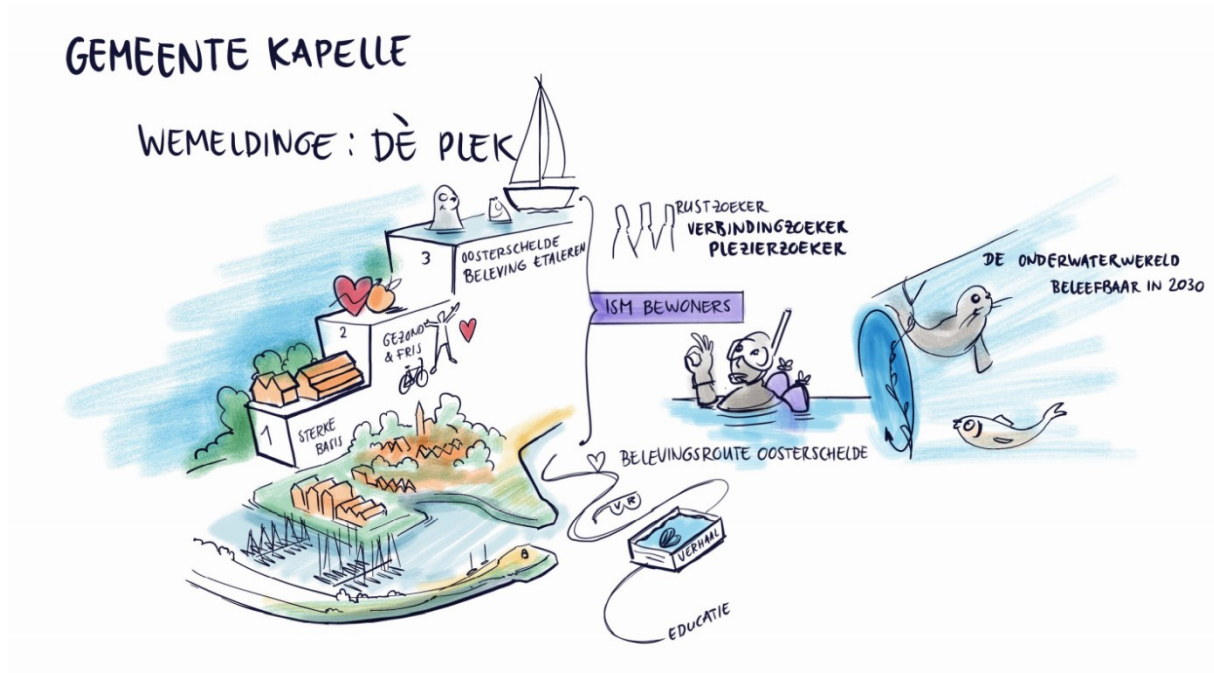 GEMEENTE KAPELLE
WEMELDINGE: DÈ PLEK
3
OOSTERSCHELDE
BELEVING ETALEREN
2
GEZOND
& FRIS
1
STERKE
BASIS
RUSTZOEKER
VERBINDINGZOEKER
PLEZIERZOEKER
ISM BEWONERS
DE ONDERWATERWERELD
BELEEFBAAR IN 2030
BELEVINGSROUTE OOSTERSCHELDE
VR
VERHAAL
EDUCATIE